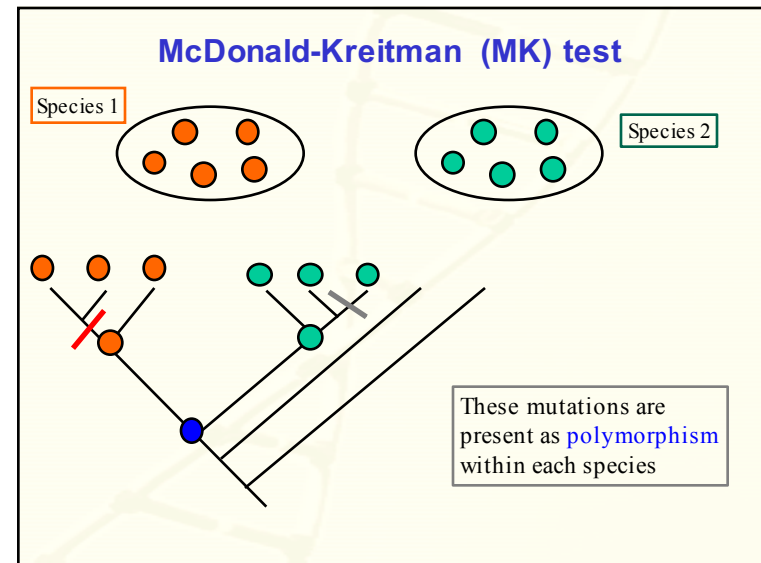 McDonald-Kreitman (MK) test
Species 1
Species 2
These mutations are
present as polymorphism
within each species